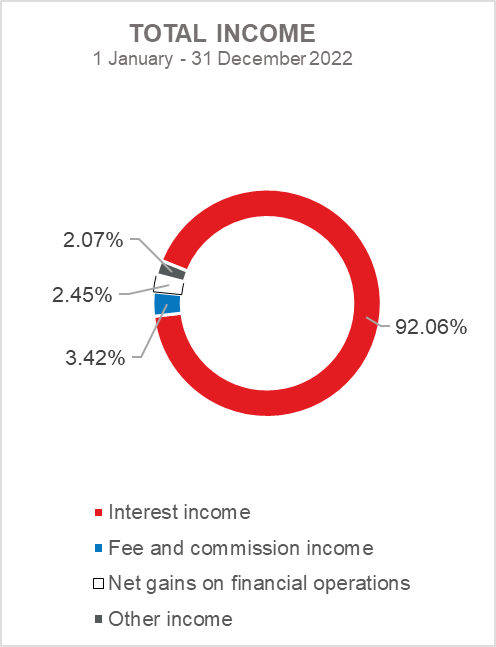 TOTAL INCOME
1 January - 31 December 2022
2.07%
2.45%
92.06%
3.42%
Interest income
Fee and commission income
Net gains on financial operations
Other income